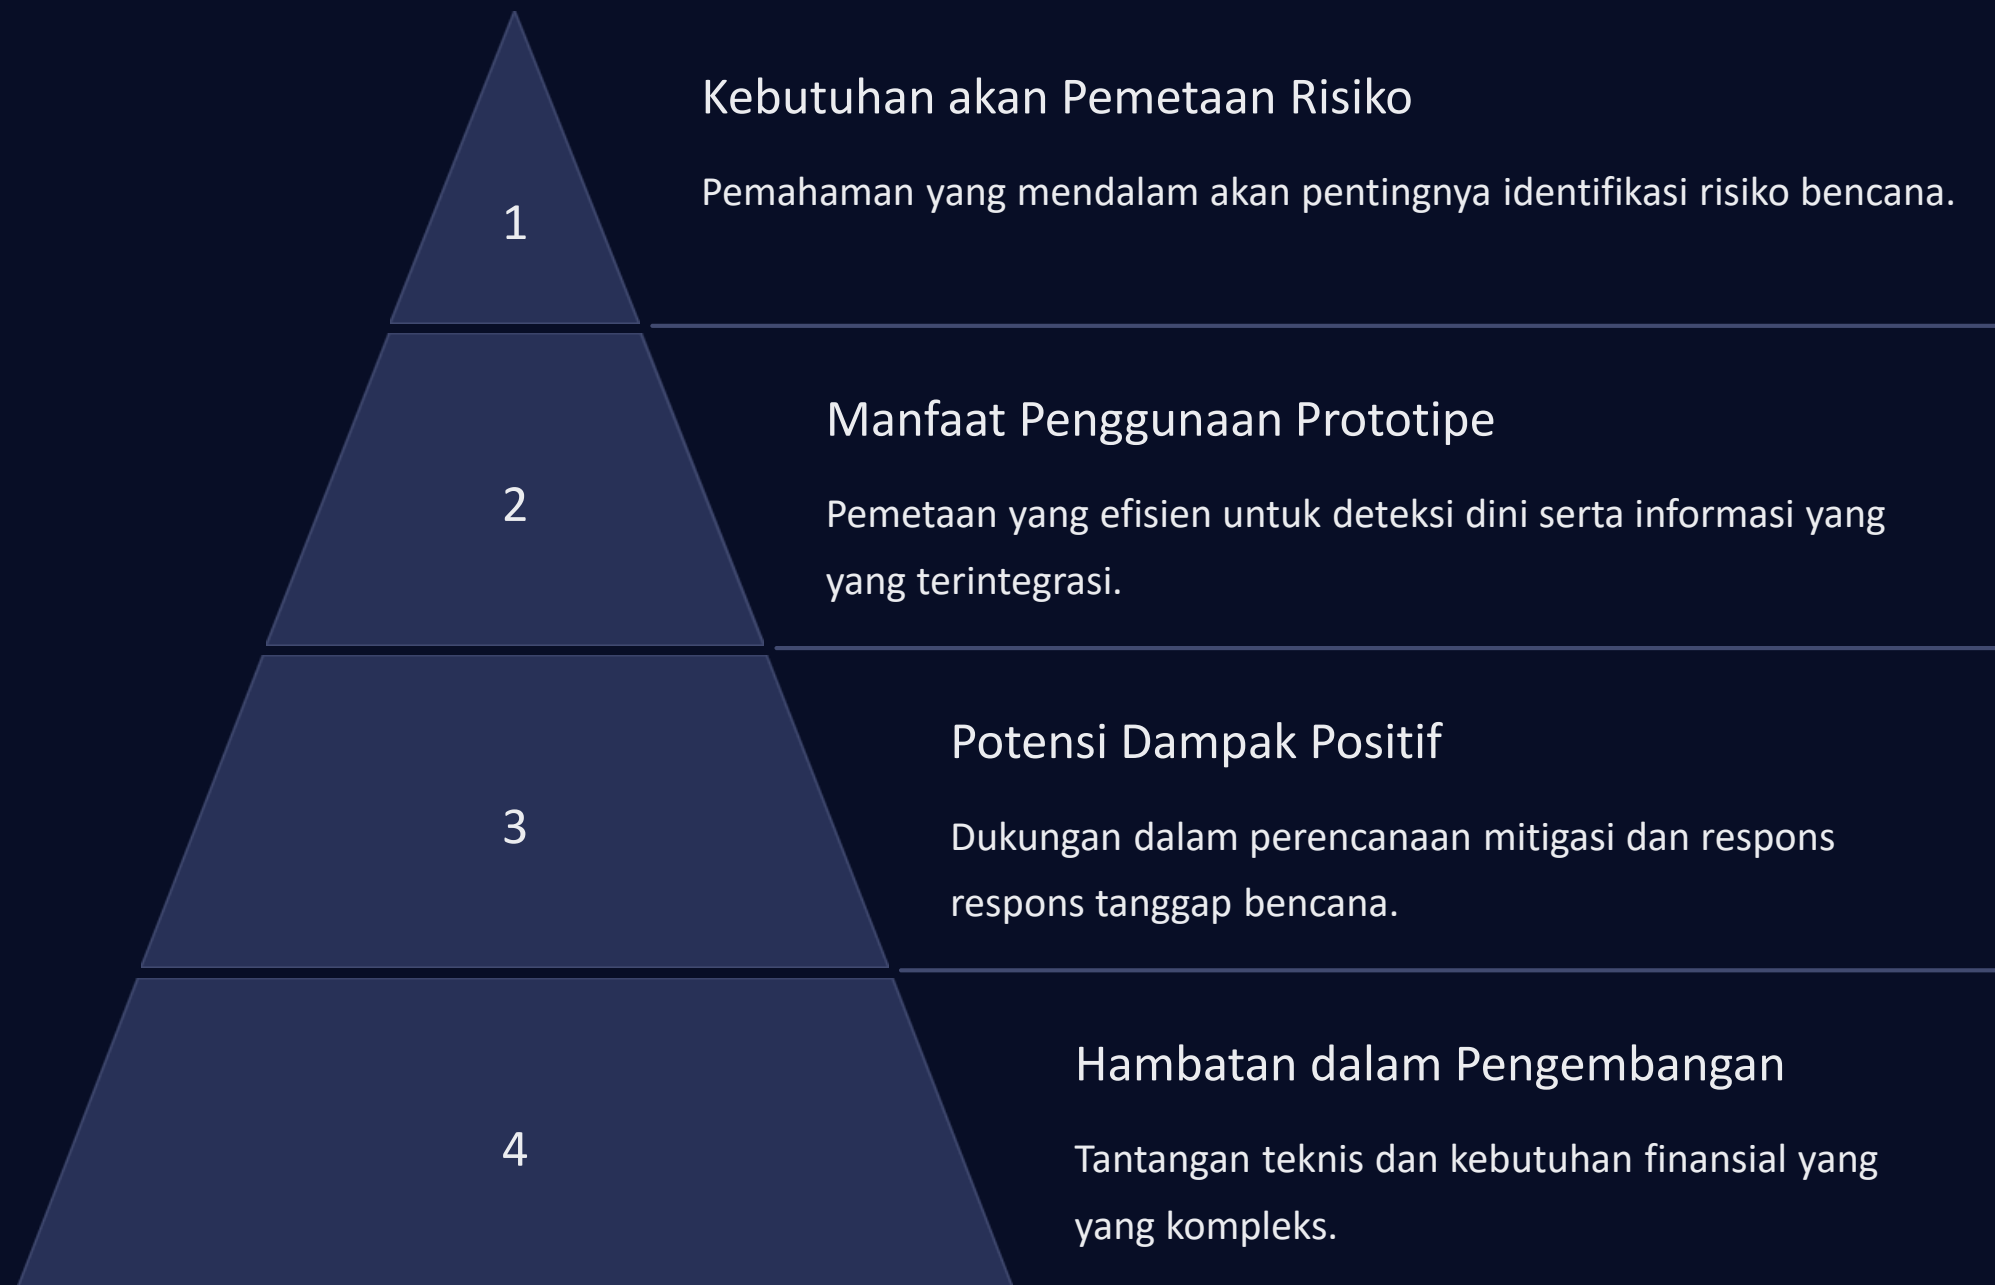 Kebutuhan akan Pemetaan Risiko
Pemahaman yang mendalam akan pentingnya identifikasi risiko bencana.
1
Manfaat Penggunaan Prototipe
Pemetaan yang efisien untuk deteksi dini serta informasi yang
yang terintegrasi.
2
Potensi Dampak Positif
Dukungan dalam perencanaan mitigasi dan respons
respons tanggap bencana.
3
Hambatan dalam Pengembangan
Tantangan teknis dan kebutuhan finansial yang
yang kompleks.
4